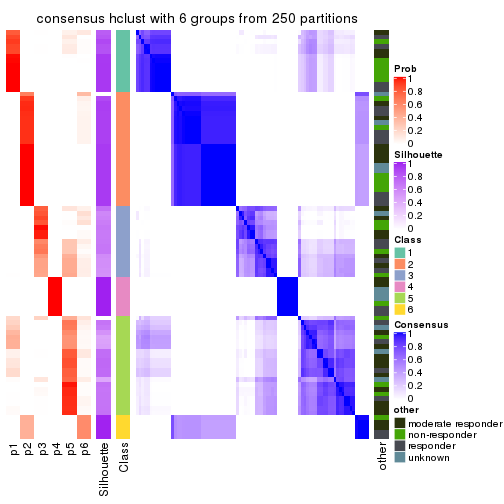 consensus hclust with 6 groups from 250 partitions
Prob
1
0.8
0.6
0.4
0.2
0
Silhouette
1
0.8
0.6
0.4
0.2
0
Class
1
2
3
4
5
6
Consensus
1
0.8
0.6
0.4
0.2
0
other
moderate responder
non-responder
responder
unknown
p1
p2
p3
p4
p5
p6
Silhouette
Class
other